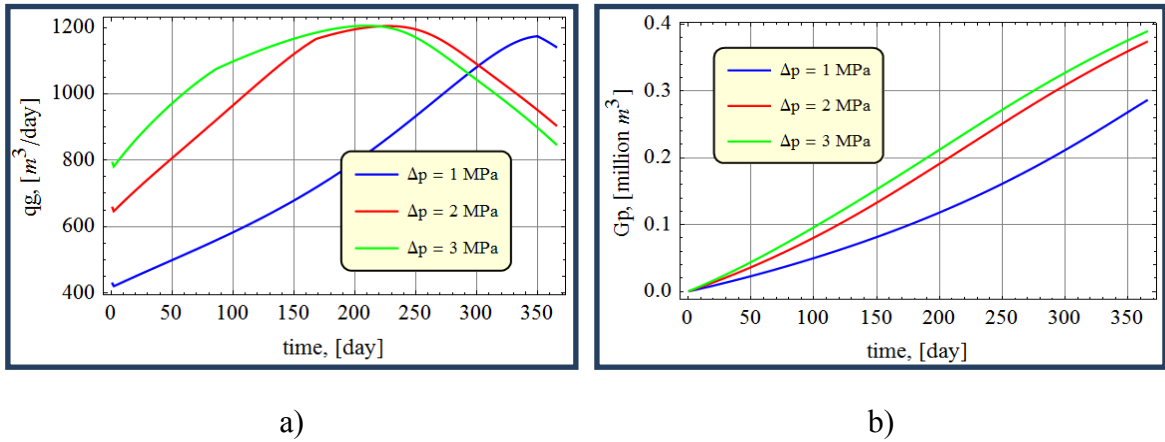 1200
1000
800
600
400
qg, [m³/day]
0 50 100 150 200 250 300 350
time, [day]
Δp = 1 MPa
Δp = 2 MPa
Δp = 3 MPa
0.4
0.3
0.2
0.1
0.0
Gp, [million m³]
0 50 100 150 200 250 300 350
time, [day]
Δp = 1 MPa
Δp = 2 MPa
Δp = 3 MPa
a)
b)